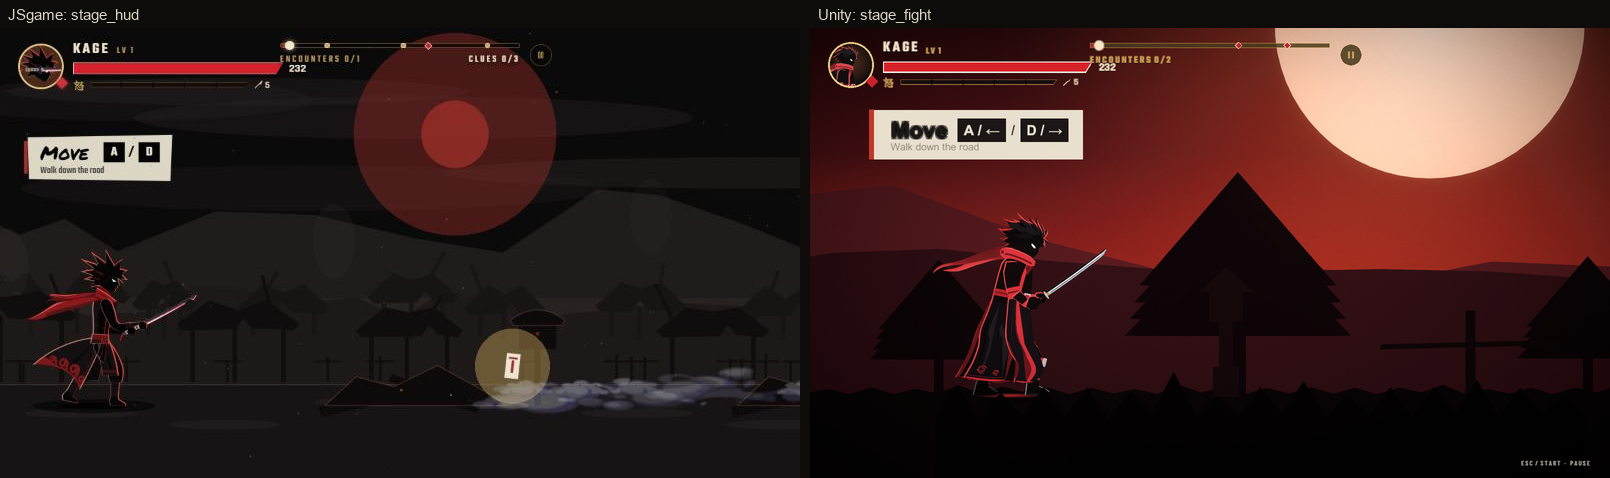 JSgame: stage_hud
KAGE LV 1
232
5
ENCOUNTERS 0/1
CLUES 0/3
Move A / D
Walk down the road
Unity: stage_fight
KAGE LV 1
232
5
ENCOUNTERS 0/2
Move A / ← / D / →
Walk down the road
ESC / START · PAUSE